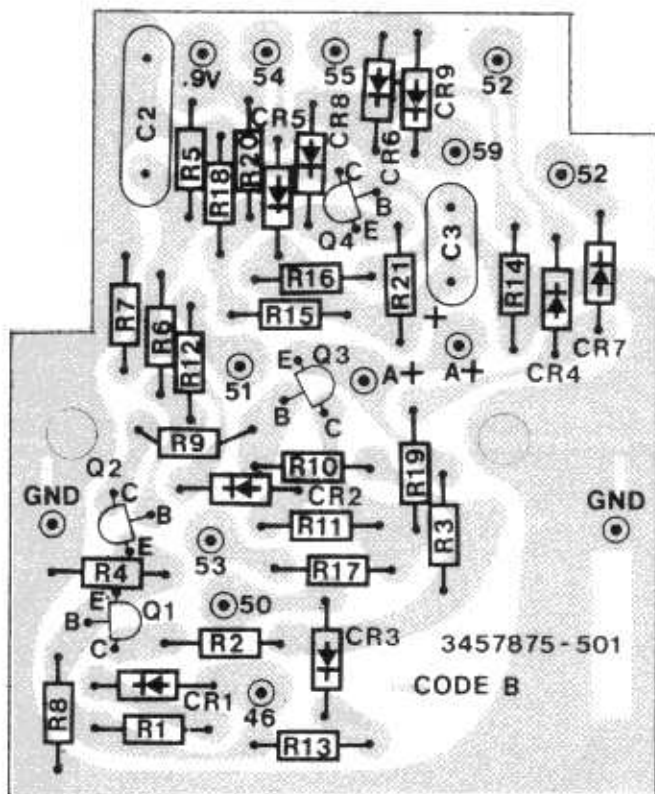 .9V 54 55 52
C2 CR5 CR8 CR6 CR9
R5 R18 R20 59 52
C B E Q4
C3
R16 R21 R14
R7 R6 R12 R15 +
CR4 CR7
51 E Q3 B C A+ A+
R9
Q2 R10 R19
GND C B E CR2 R3 GND
R11
53
R4 R17
E Q1 B C 50
R2 CR3 3457875-501
CR1 CODE B
R8 46
R1 R13